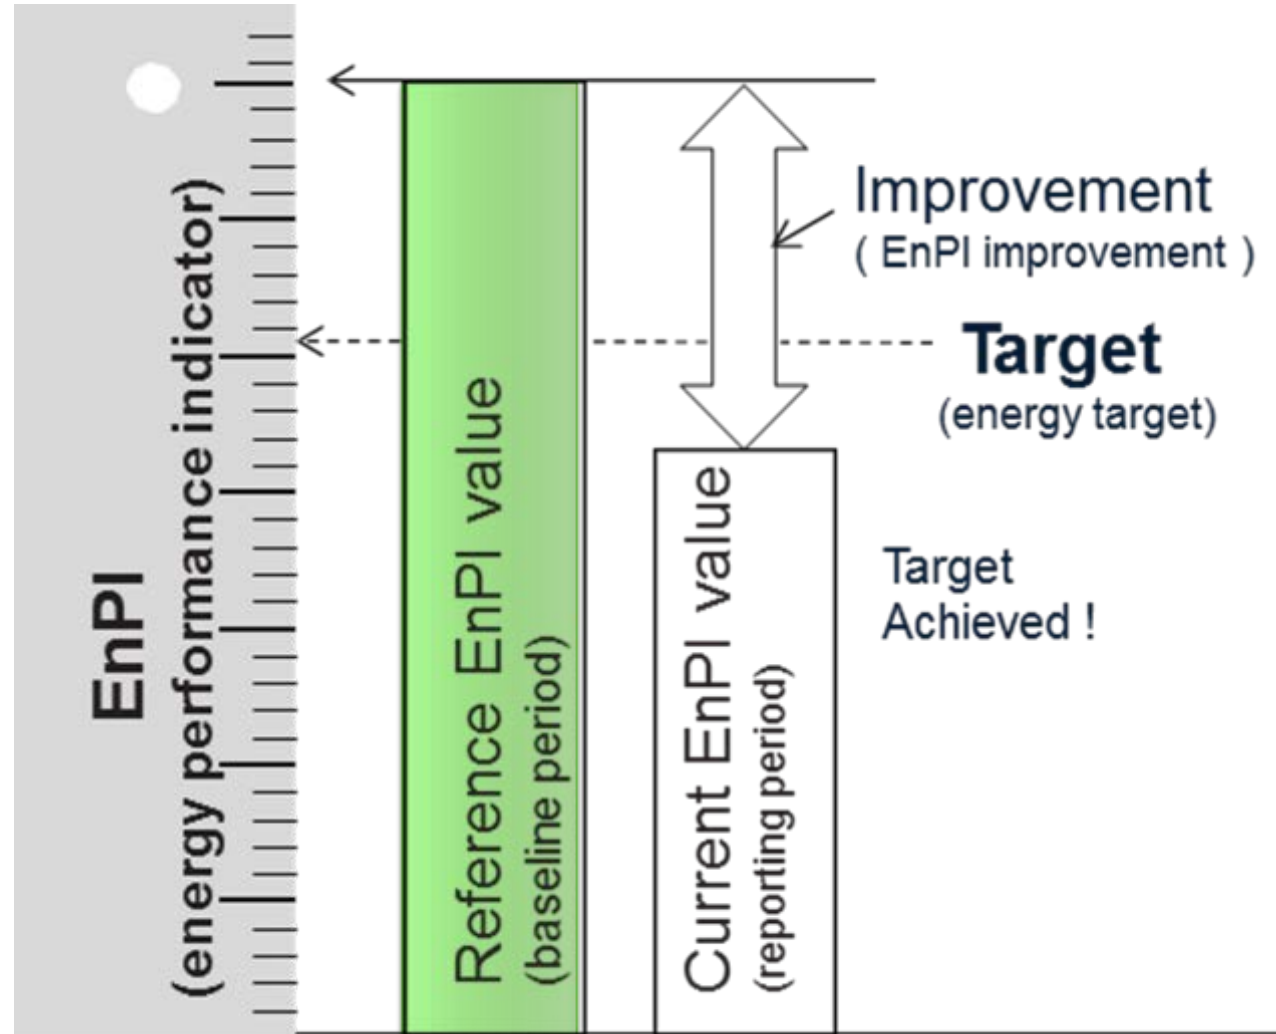 EnPI
(energy performance indicator)
Reference EnPI value
(baseline period)
Current EnPI value
(reporting period)
Improvement
( EnPI improvement )
Target
(energy target)
Target
Achieved !